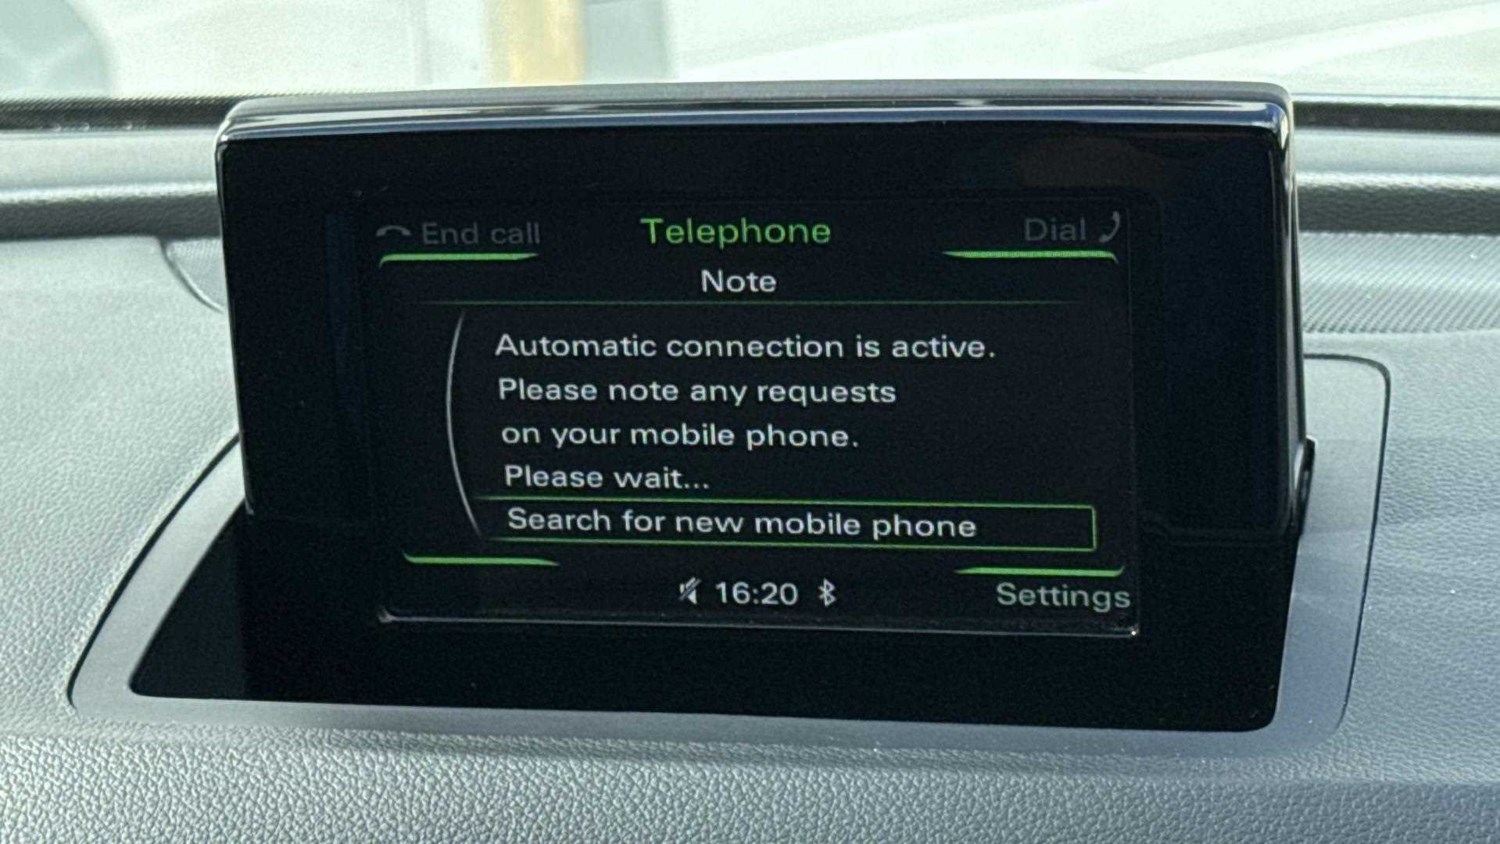 End call Telephone Dial
Note
Automatic connection is active.
Please note any requests
on your mobile phone.
Please wait...
Search for new mobile phone
16:20
Settings